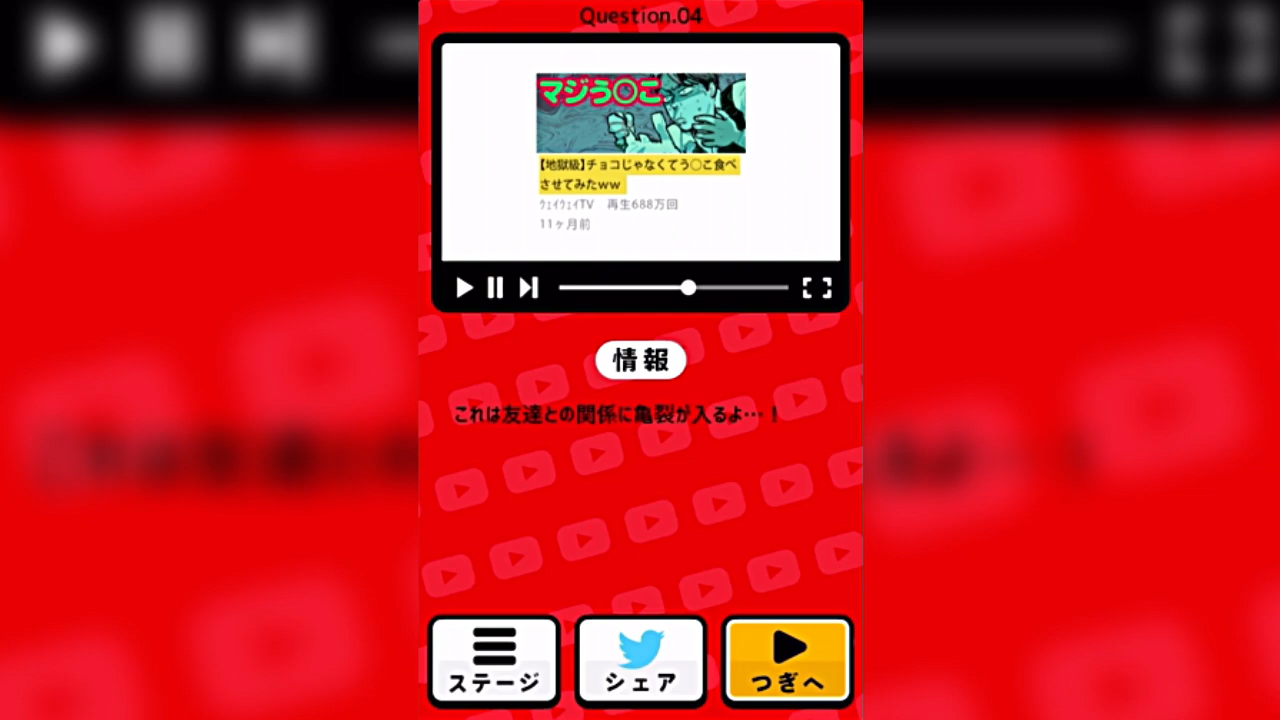 Question.04
マジう〇こ
【地獄級】チョコじゃなくてう〇こ食べ
させてみたww
ウェイウェイTV 再生688万回
11ヶ月前
情報
これは友達との関係に亀裂が入るよ…！
ステージ
シェア
つぎへ